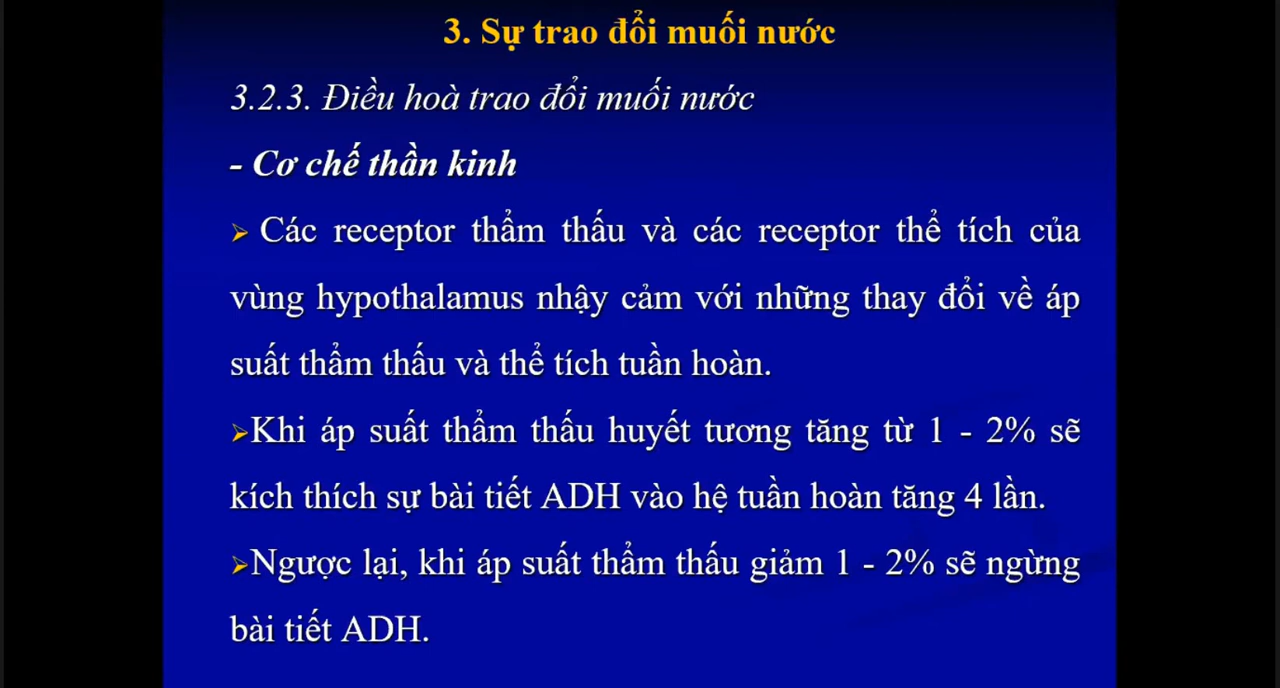 3. Sự trao đổi muối nước
3.2.3. Điều hoà trao đổi muối nước
- Cơ chế thần kinh
➢ Các receptor thẩm thấu và các receptor thể tích của
vùng hypothalamus nhậy cảm với những thay đổi về áp
suất thẩm thấu và thể tích tuần hoàn.
➢Khi áp suất thẩm thấu huyết tương tăng từ 1 - 2% sẽ
kích thích sự bài tiết ADH vào hệ tuần hoàn tăng 4 lần.
➢Ngược lại, khi áp suất thẩm thấu giảm 1 - 2% sẽ ngừng
bài tiết ADH.